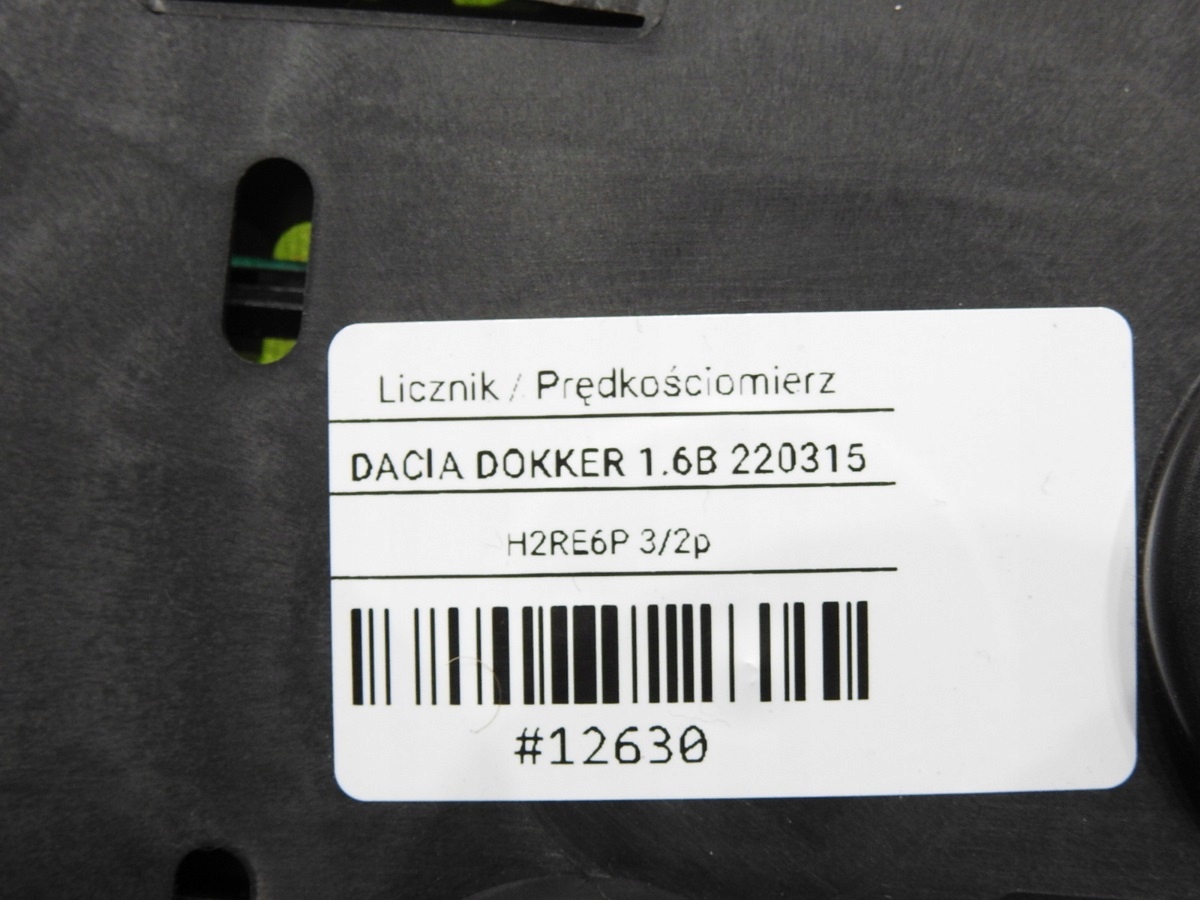 Licznik / Prędkościomierz
DACIA DOKKER 1.6B 220315
H2RE6P 3/2p
#12630